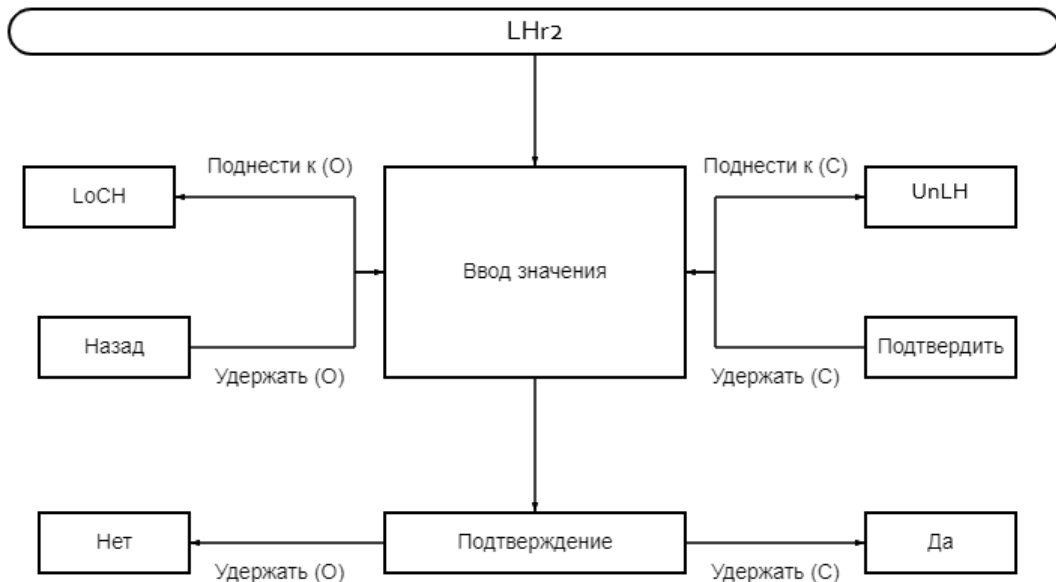 LHr2
Поднести к (О)
Поднести к (С)
LoCH
UnLH
Ввод значения
Назад
Подтвердить
Удержать (О)
Удержать (С)
Нет
Подтверждение
Да
Удержать (О)
Удержать (С)